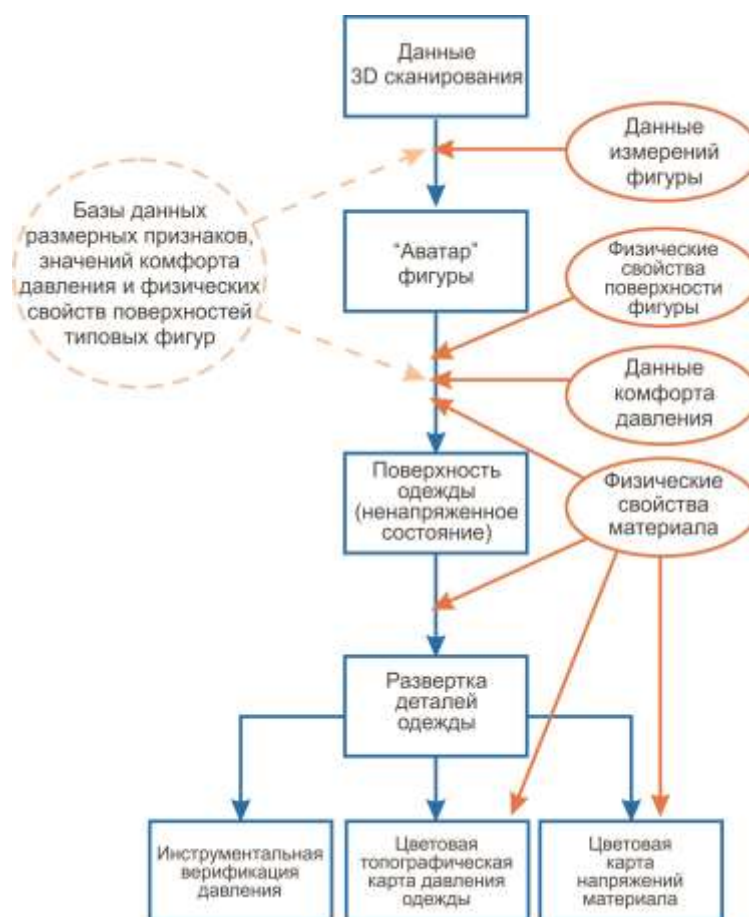 Данные
3D сканирования
Данные
измерений
фигуры
Базы данных
размерных признаков,
значений комфорта
давления и физических
свойств поверхностей
типовых фигур
“Аватар”
фигуры
Физические
свойства
поверхности
фигуры
Данные
комфорта
давления
Поверхность
одежды
(ненапряженное
состояние)
Физические
свойства
материала
Развертка
деталей
одежды
Инструментальная
верификация
давления
Цветовая
топографическая
карта давления
одежды
Цветовая
карта
напряжений
материала